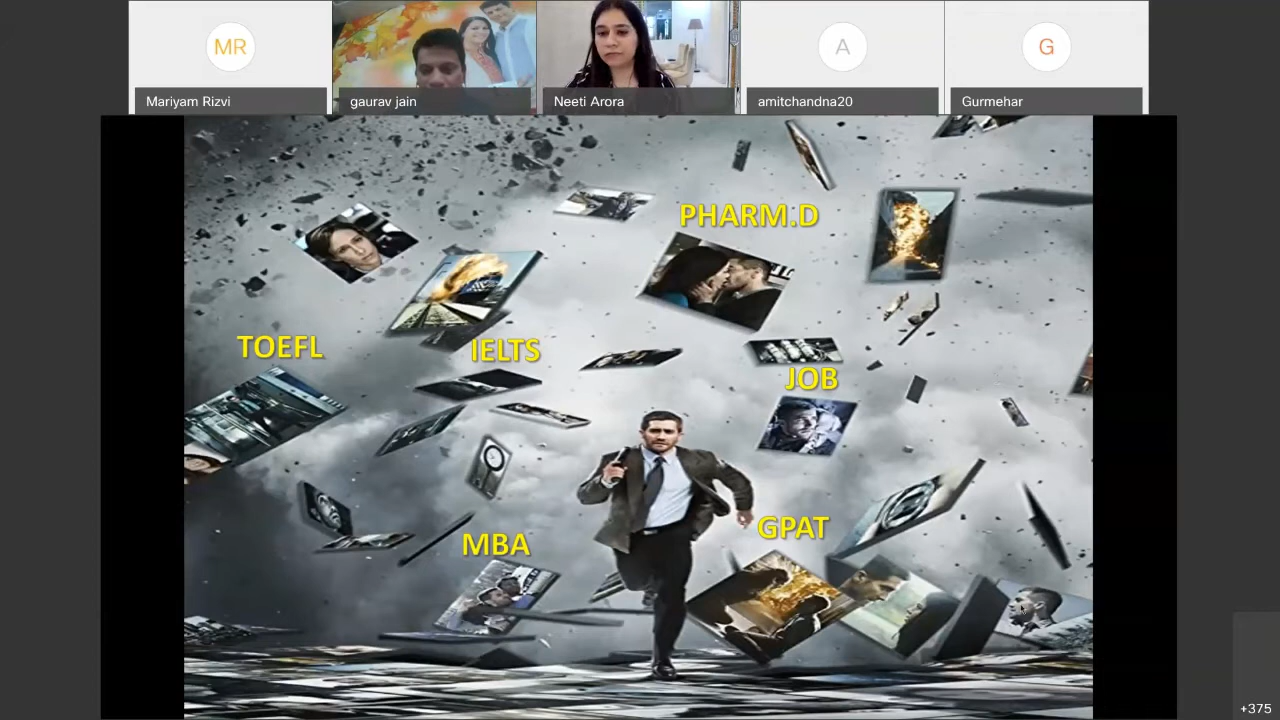 MR
A
G
Mariyam Rizvi
gaurav jain
Neeti Arora
amitchandna20
Gurmehar
PHARM.D
TOEFL
IELTS
JOB
GPAT
MBA
+375